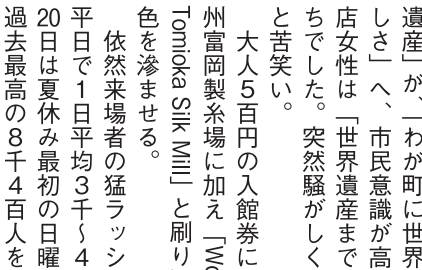 遺産」が、「わが町に世界
しさ」へ、市民意識が高
店女性は「世界遺産まで
ちでした。突然騒がしく
と苦笑い。
　大人５百円の入館券に
州富岡製糸場に加え「Wo
Tomioka Silk Mill」と刷り
色を滲ませる。
　依然来場者の猛ラッシ
平日で１日平均３千〜４
20日は夏休み最初の日曜
過去最高の８千４百人を